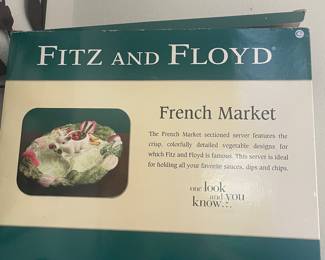 FITZ AND FLOYD®
French Market
The French Market sectioned server features the
crisp, colorfully detailed vegetable designs for
which Fitz and Floyd is famous. This server is ideal
for holding all your favorite sauces, dips and chips.
one look
and you
know...